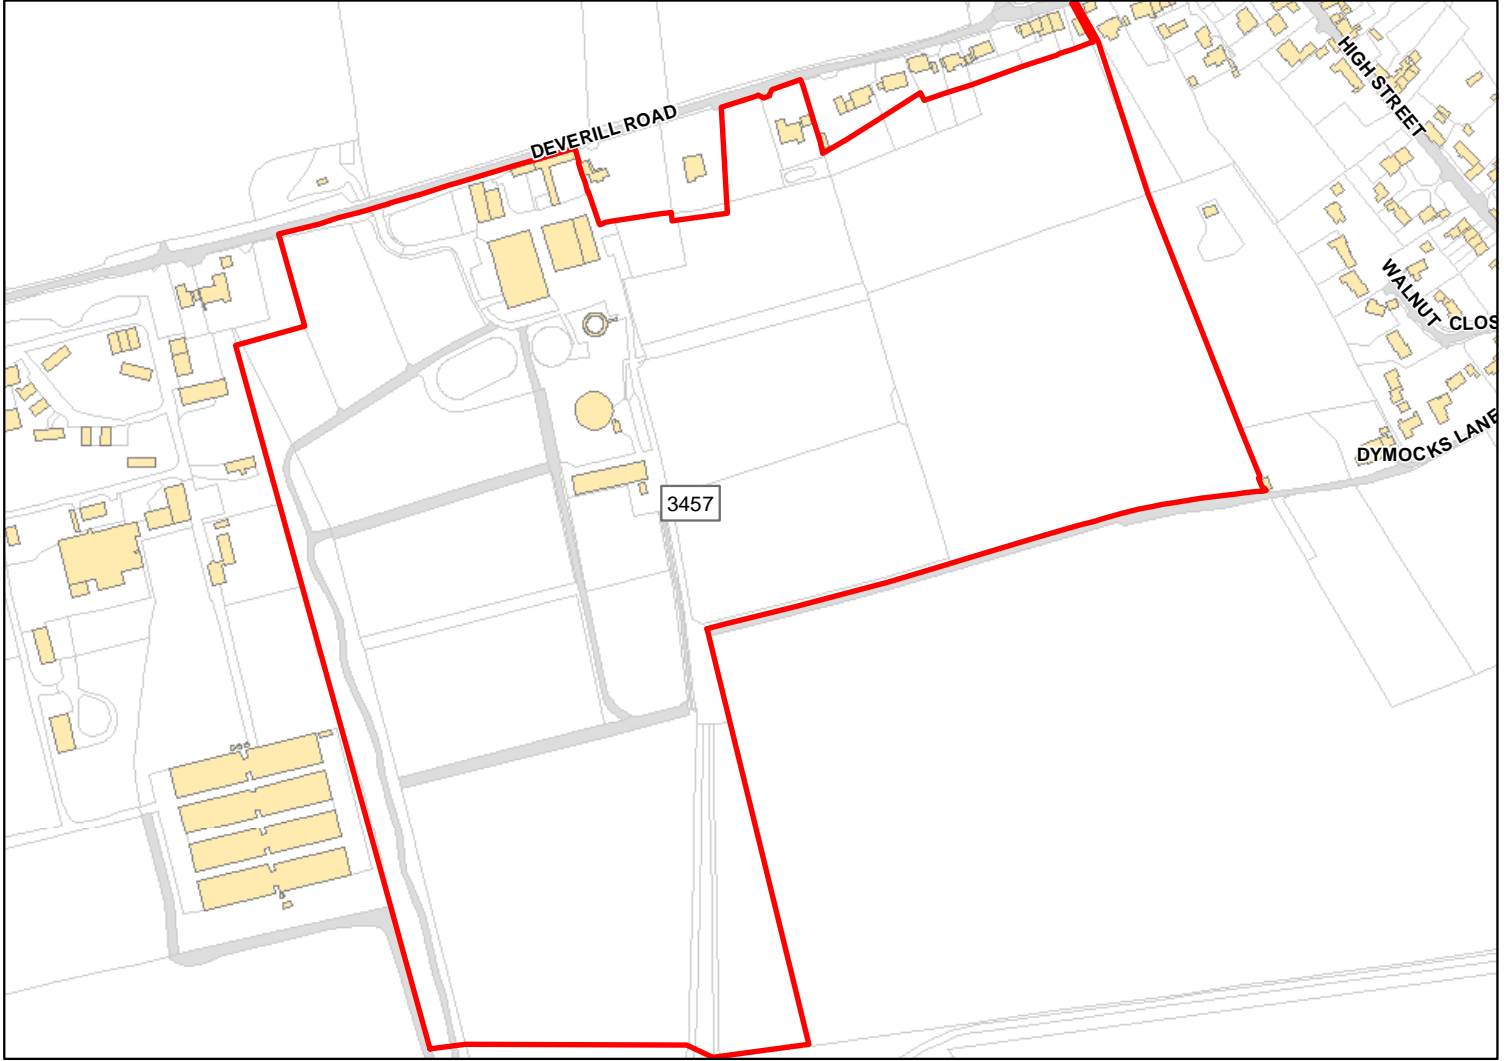 HIGH STREET
DEVERILL ROAD
WALNUT CLOS
DYMOCKS LANE
3457